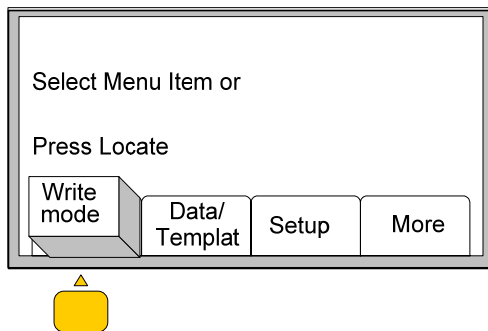 Select Menu Item or
Press Locate
Write
mode
Data/
Templat
Setup
More